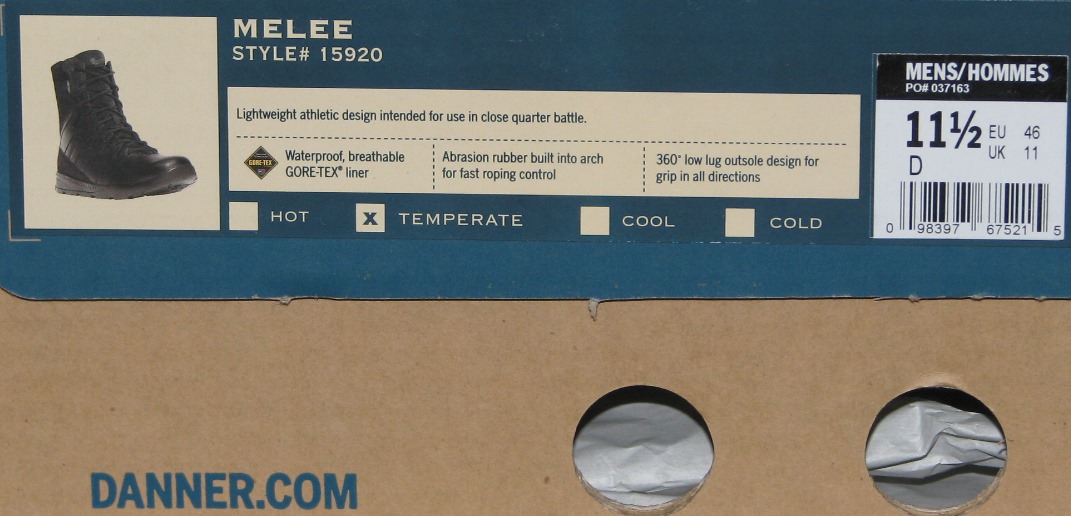 MELEE
STYLE# 15920
Lightweight athletic design intended for use in close quarter battle.
GORE-TEX
Waterproof, breathable
GORE-TEX® liner
Abrasion rubber built into arch
for fast roping control
360° low lug outsole design for
grip in all directions
HOT
X TEMPERATE
COOL
COLD
MENS/HOMMES
PO# 037163
11½ EU 46
UK 11
D
0 98397 67521 5
DANNER.COM